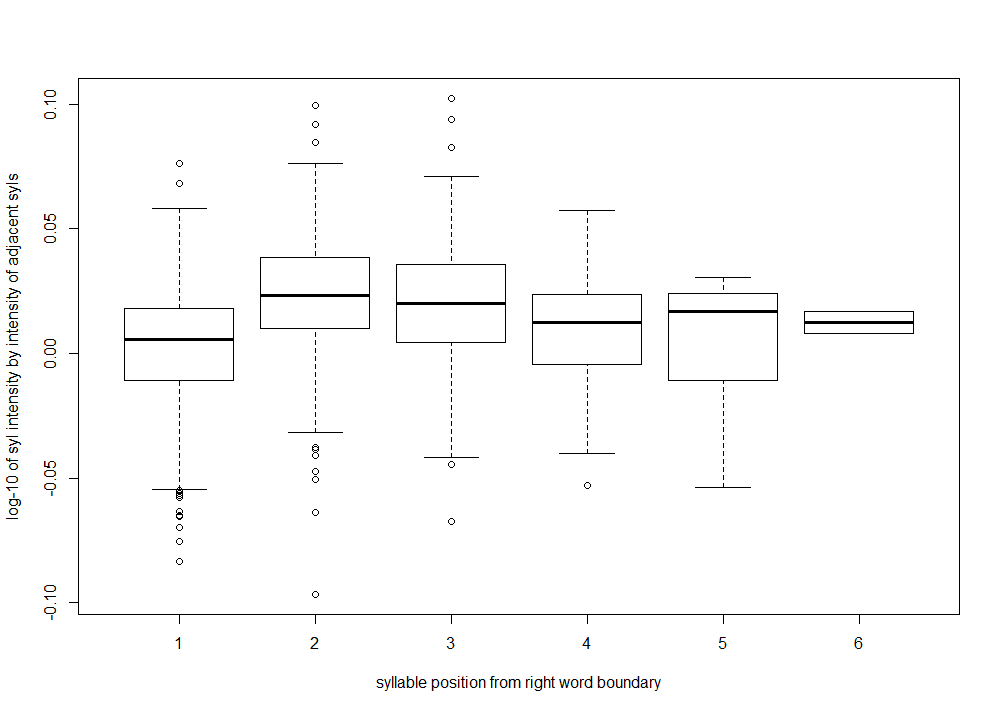 log-10 of syl intensity by intensity of adjacent syls
0.10
0.05
0.00
-0.05
-0.10
1 2 3 4 5 6
syllable position from right word boundary